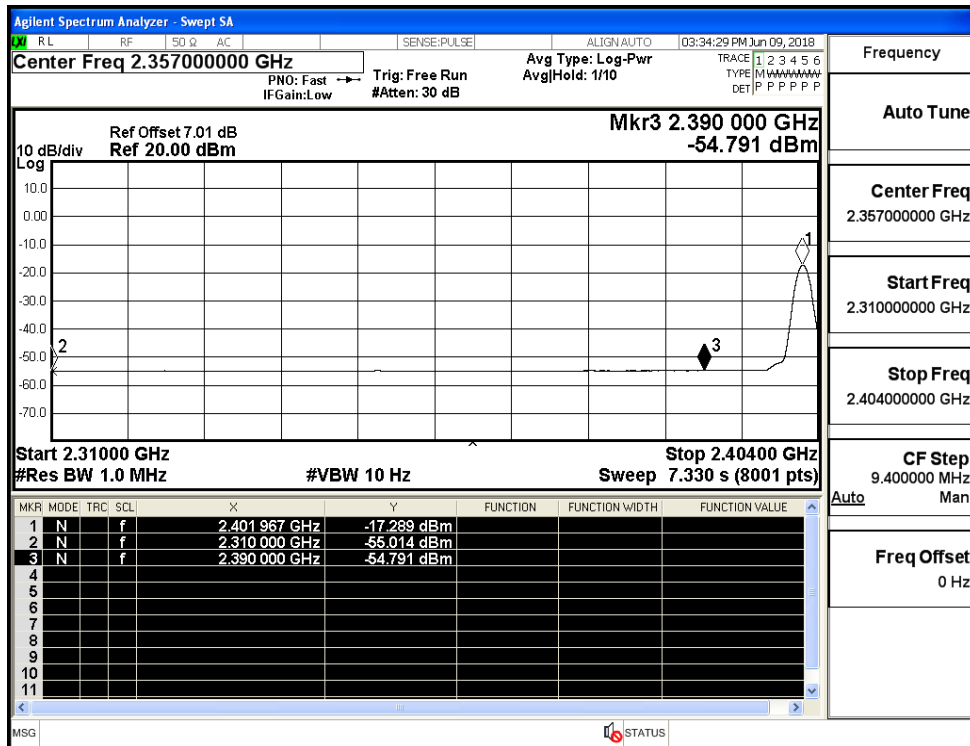 Agilent Spectrum Analyzer - Swept SA
LXI RL RF 50 Ω AC SENSE:PULSE ALIGN AUTO 03:34:29 PM Jun 09, 2018
Center Freq 2.357000000 GHz
PNO: Fast
IFGain:Low
Trig: Free Run
#Atten: 30 dB
Avg Type: Log-Pwr
Avg|Hold: 1/10
TRACE 1 2 3 4 5 6
TYPE M WWWWW
DET P P P P P P
Ref Offset 7.01 dB
10 dB/div Ref 20.00 dBm
Log
Mkr3 2.390 000 GHz
-54.791 dBm
10.0
0.00
-10.0
-20.0
-30.0
-40.0
-50.0
-60.0
-70.0
1
2
3
Start 2.31000 GHz Stop 2.40400 GHz
#Res BW 1.0 MHz #VBW 10 Hz Sweep 7.330 s (8001 pts)
MKR MODE TRC SCL X Y FUNCTION FUNCTION WIDTH FUNCTION VALUE
1 N f 2.401 967 GHz -17.289 dBm
2 N f 2.310 000 GHz -55.014 dBm
3 N f 2.390 000 GHz -54.791 dBm
4
5
6
7
8
9
10
11
MSG STATUS
Frequency
Auto Tune
Center Freq
2.357000000 GHz
Start Freq
2.310000000 GHz
Stop Freq
2.404000000 GHz
CF Step
9.400000 MHz
Auto Man
Freq Offset
0 Hz